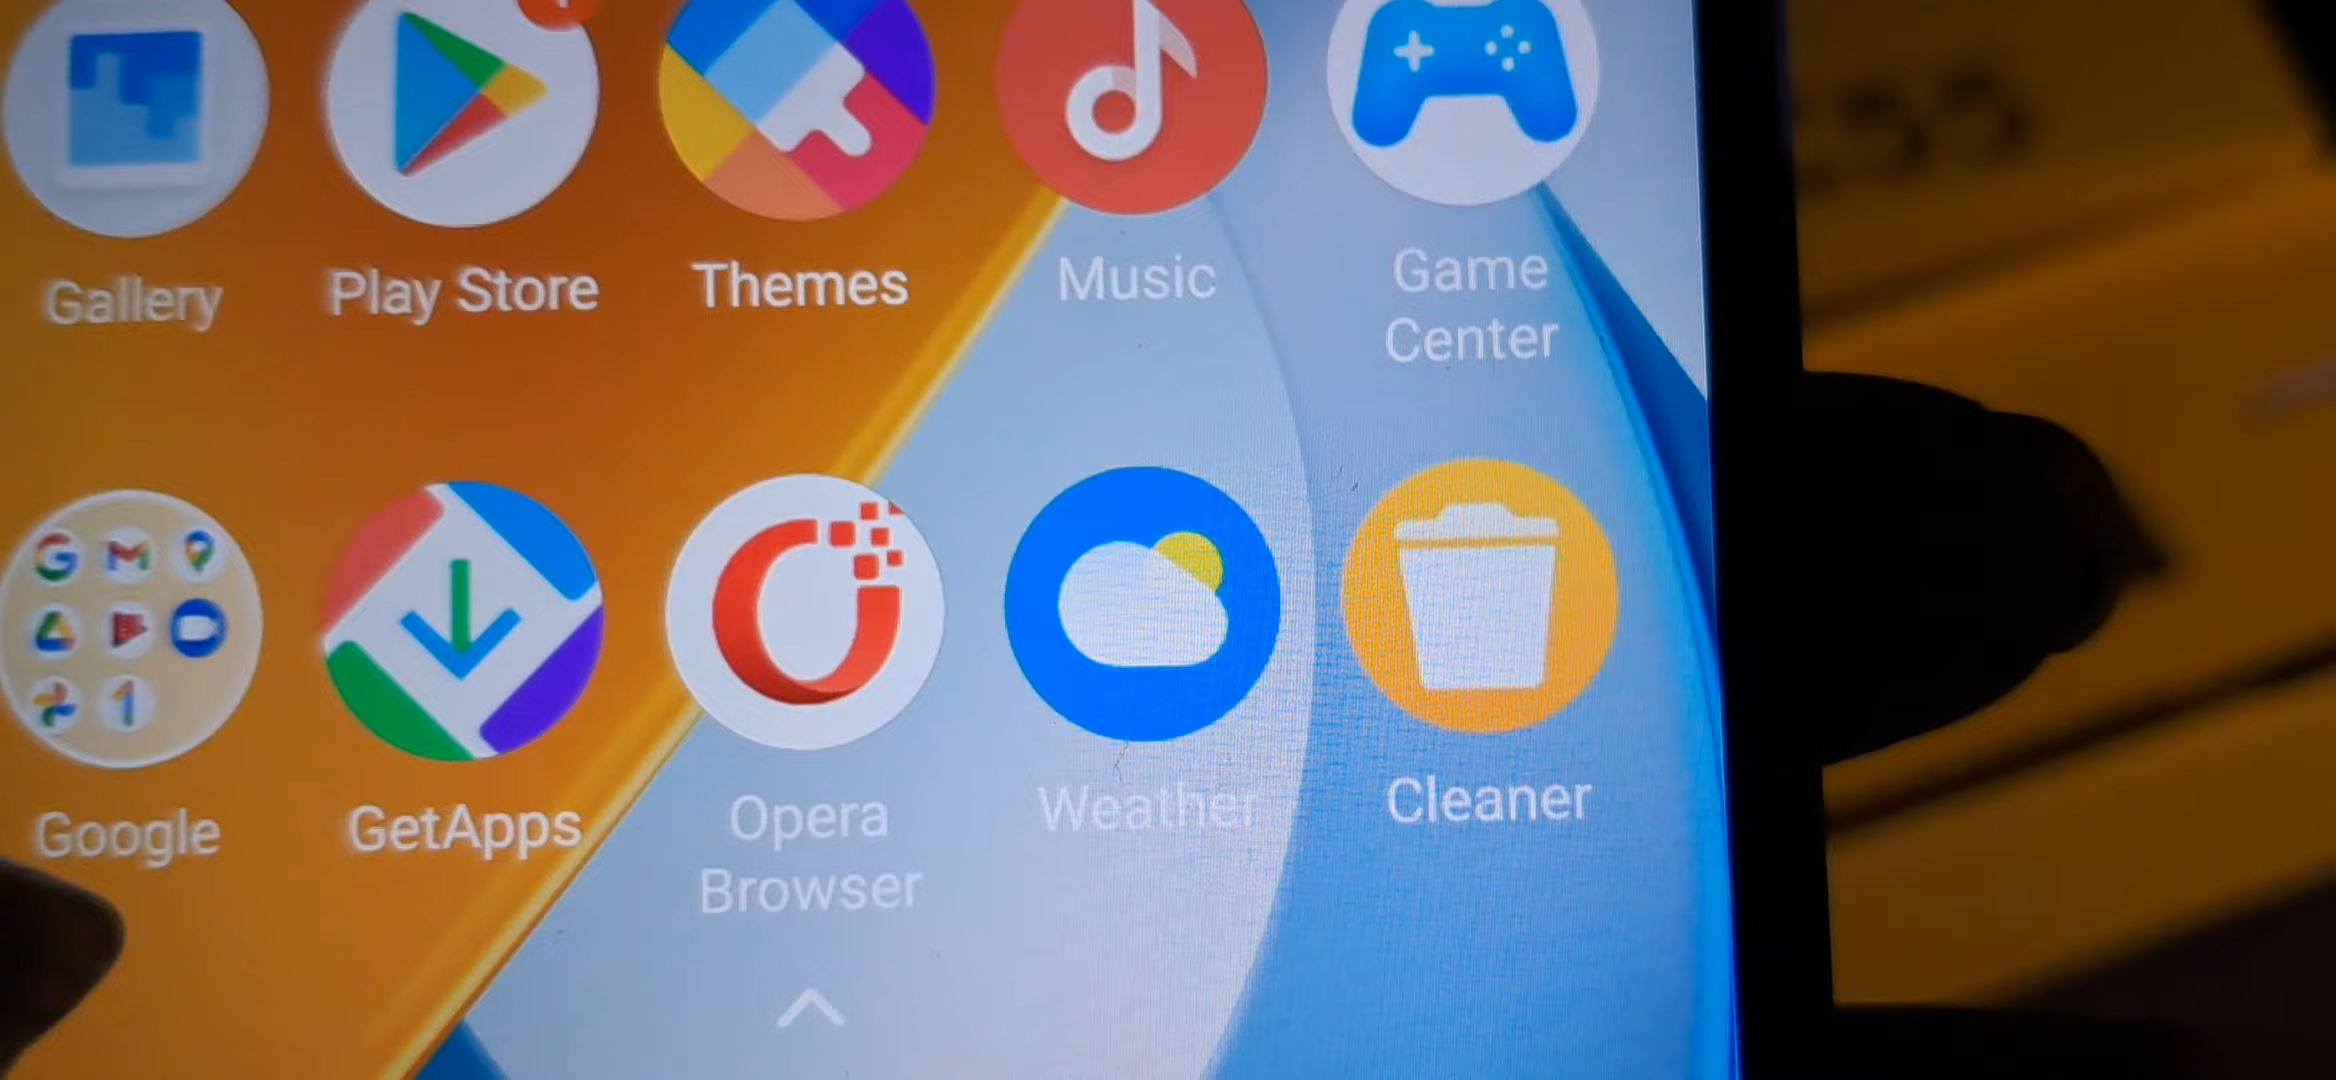 Gallery
Play Store
Themes
Music
Game
Center
Google
GetApps
Opera
Browser
Weather
Cleaner